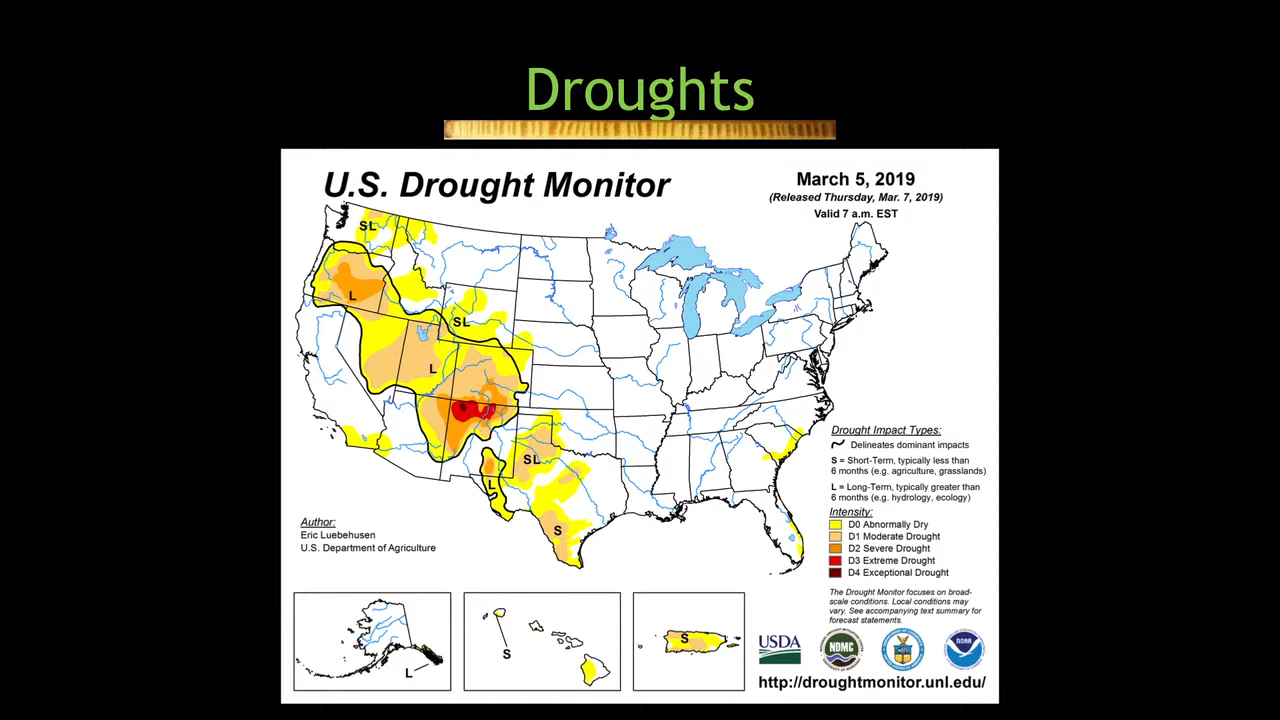 Droughts
U.S. Drought Monitor
March 5, 2019
(Released Thursday, Mar. 7, 2019)
Valid 7 a.m. EST
SL
L
SL
L
S
SL
L
S
Drought Impact Types:
Delineates dominant impacts
S = Short-Term, typically less than
6 months (e.g. agriculture, grasslands)
L = Long-Term, typically greater than
6 months (e.g. hydrology, ecology)
Intensity:
D0 Abnormally Dry
D1 Moderate Drought
D2 Severe Drought
D3 Extreme Drought
D4 Exceptional Drought
Author:
Eric Luebehusen
U.S. Department of Agriculture
The Drought Monitor focuses on broad-
scale conditions. Local conditions may
vary. See accompanying text summary for
forecast statements.
L
S
S
USDA
NDMC
NOAA
http://droughtmonitor.unl.edu/